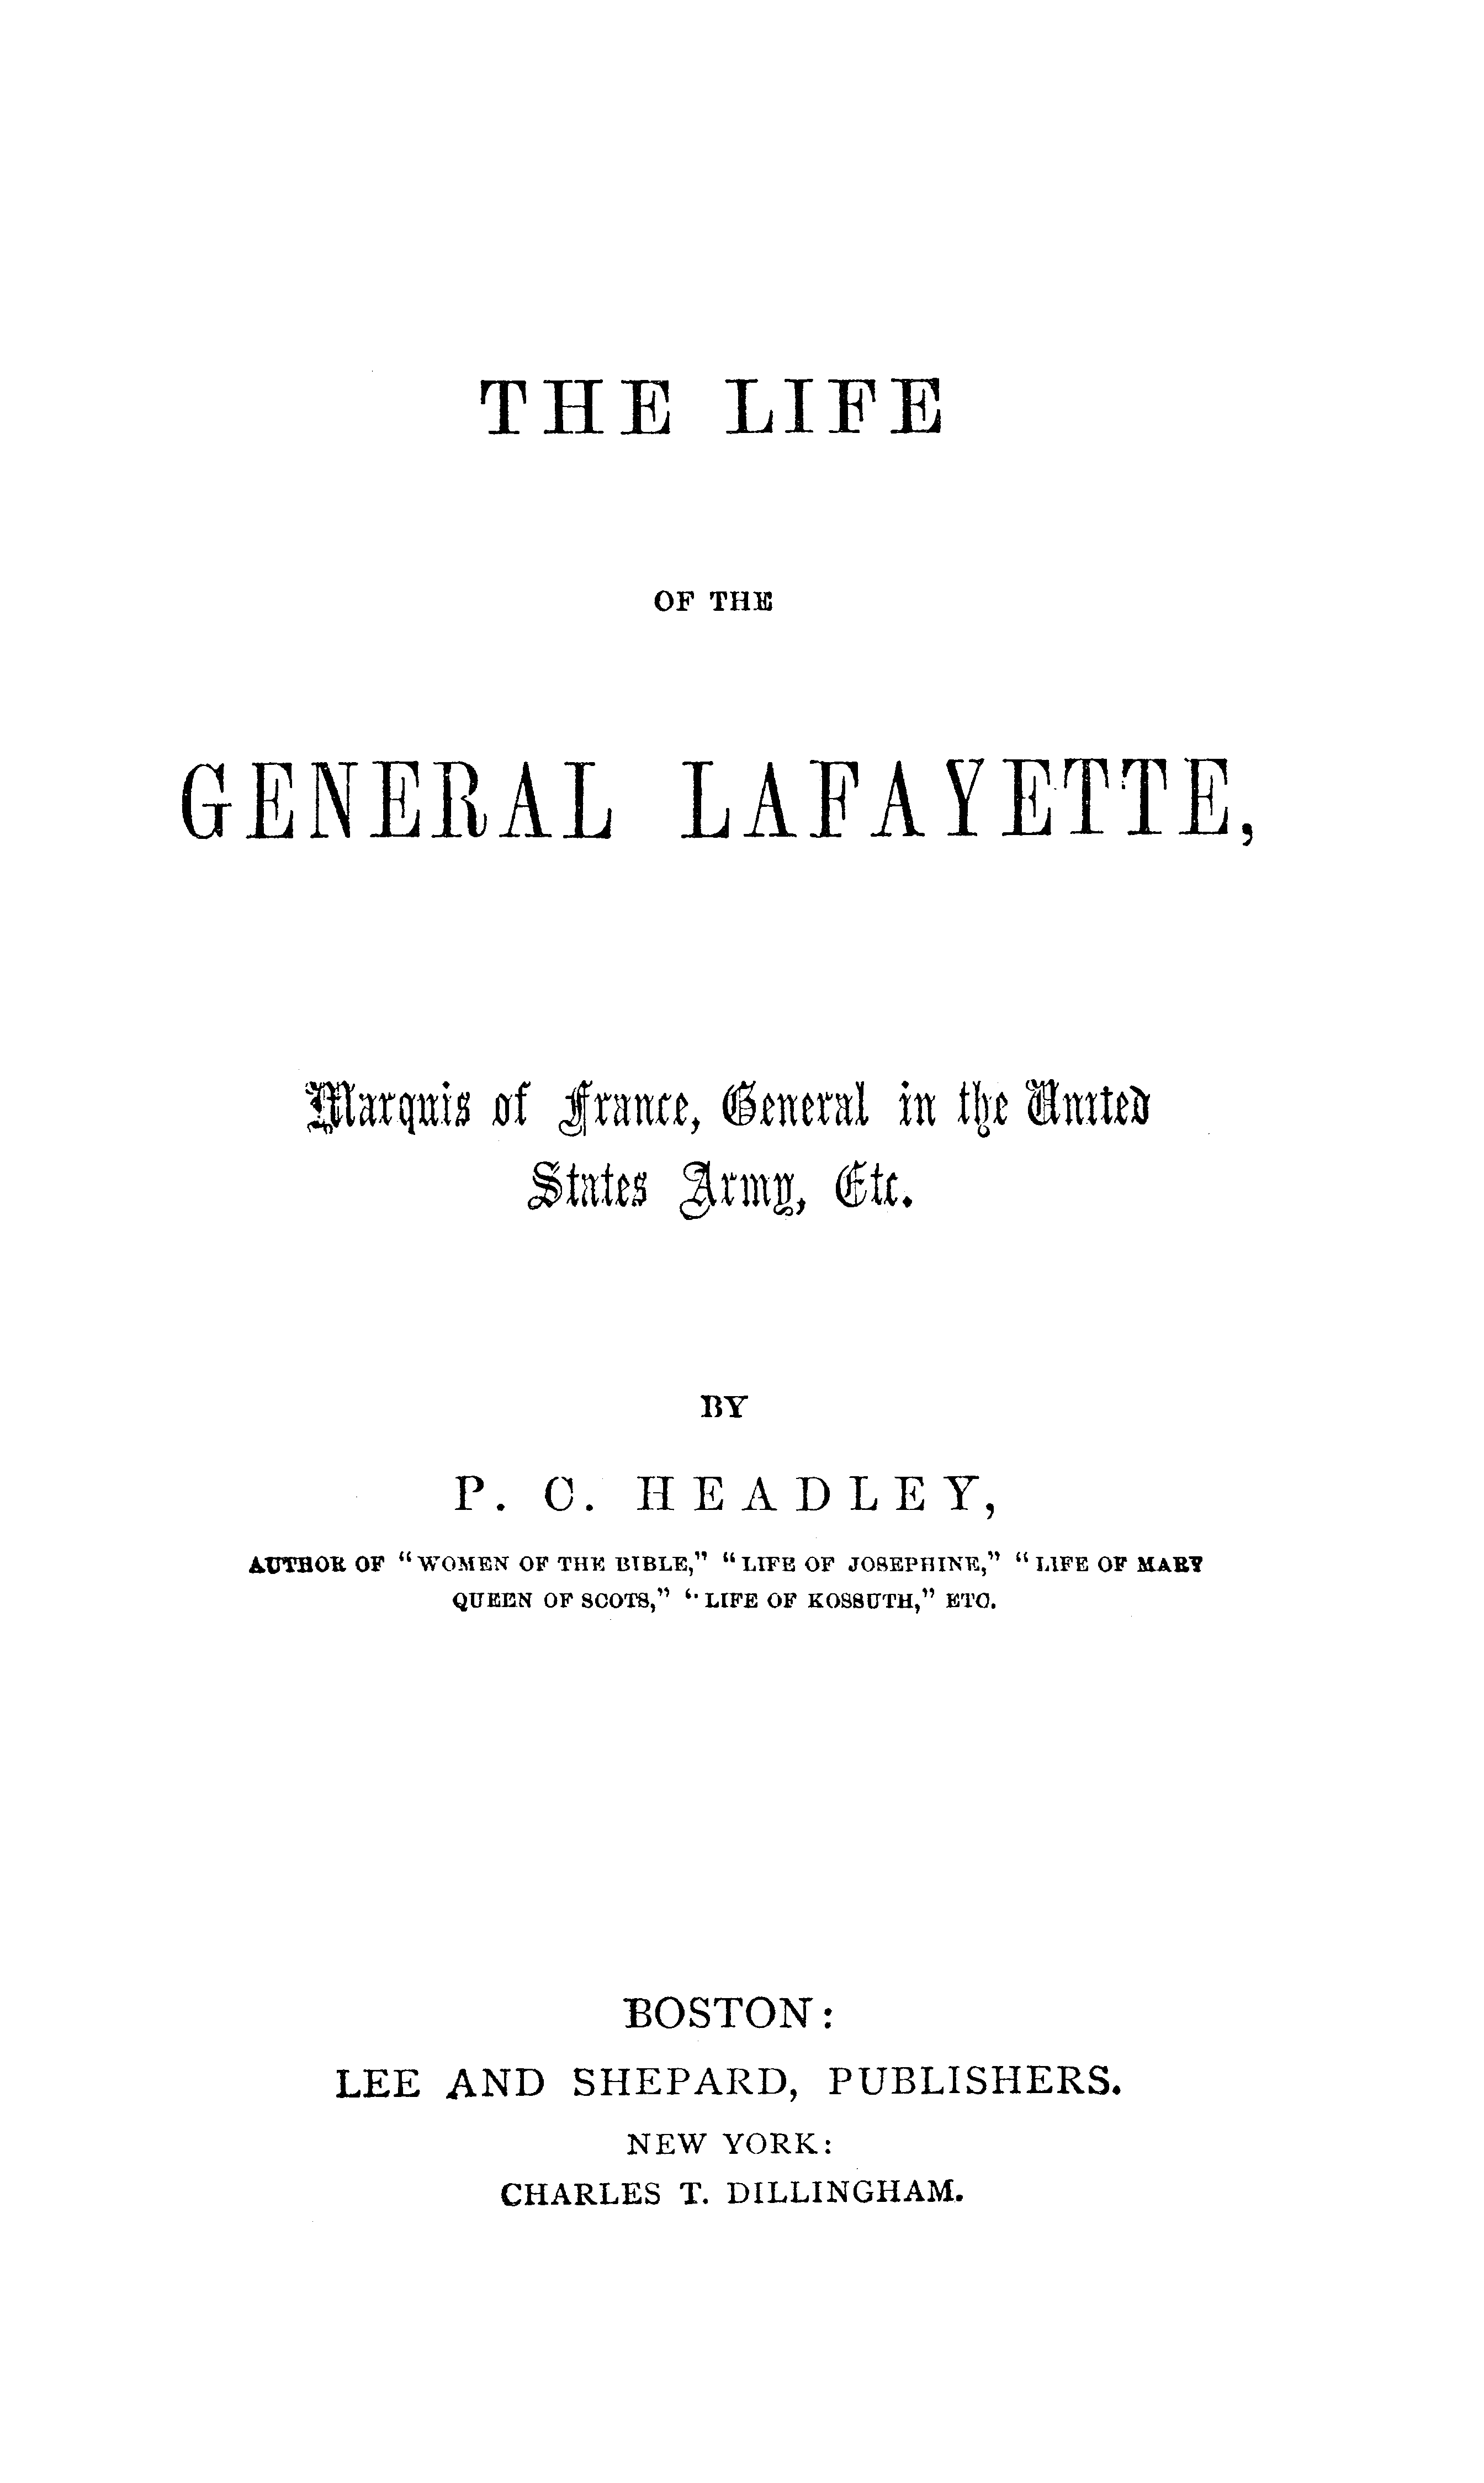 THE LIFE
OF THE
GENERAL LAFAYETTE,
Marquis of France, General in the United
States Army, Etc.
BY
P. C. HEADLEY,
AUTHOR OF “WOMEN OF THE BIBLE,” “LIFE OF JOSEPHINE,” “LIFE OF MARY
QUEEN OF SCOTS,” “LIFE OF KOSSUTH,” ETC.
BOSTON:
LEE AND SHEPARD, PUBLISHERS.
NEW YORK:
CHARLES T. DILLINGHAM.